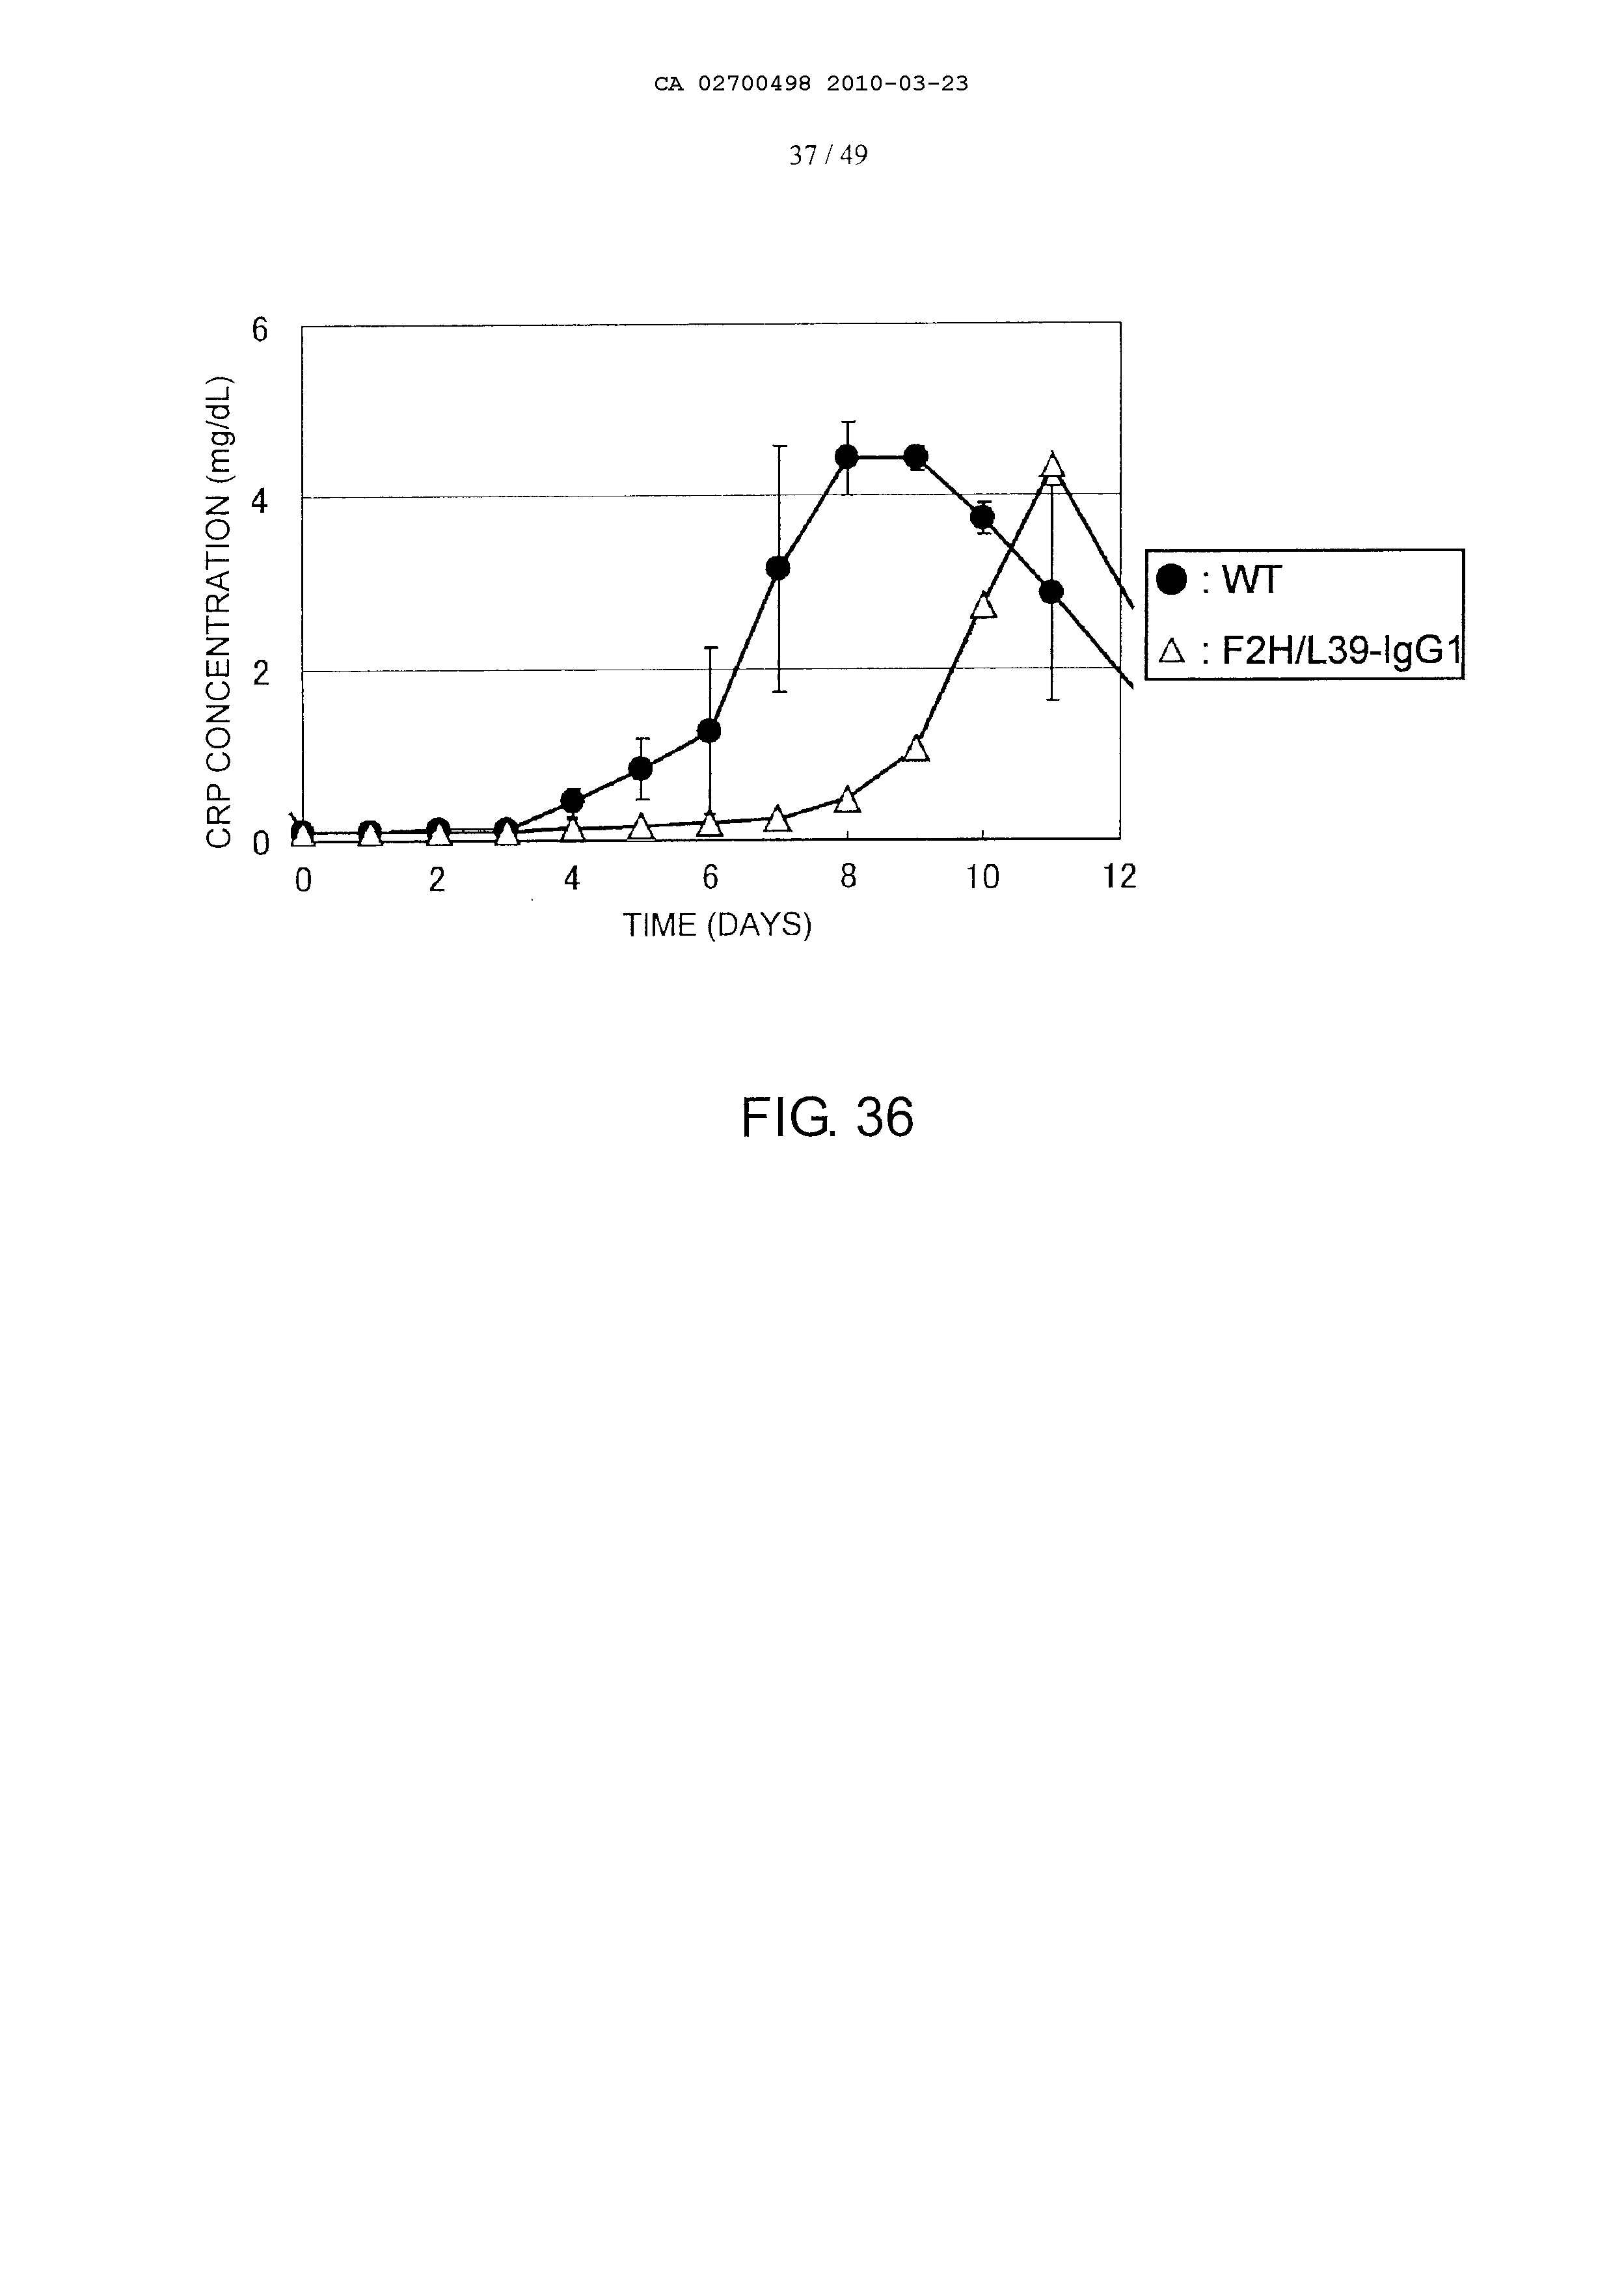 CA 02700498 2010-03-23
37 / 49
6
4
2
0
CRP CONCENTRATION (mg/dL)
0 2 4 6 8 10 12
TIME (DAYS)
● : WT
△ : F2H/L39-IgG1
FIG. 36